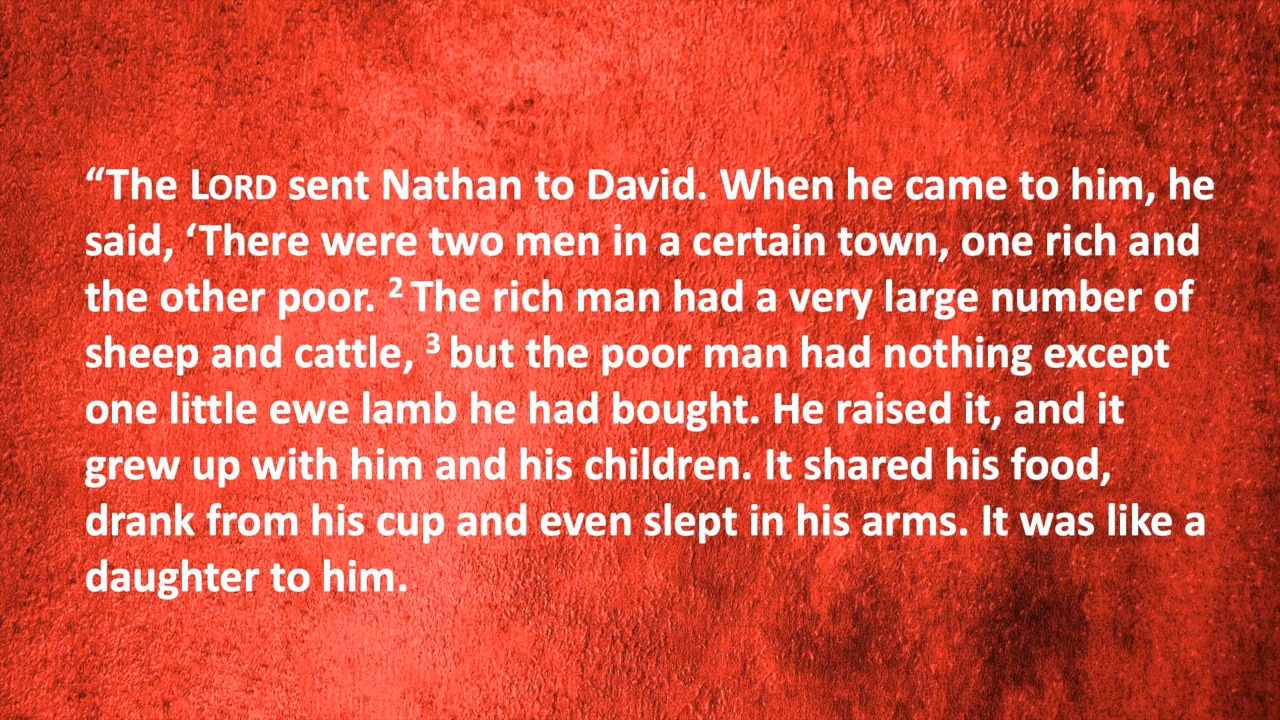 “The LORD sent Nathan to David. When he came to him, he
said, ‘There were two men in a certain town, one rich and
the other poor. 2 The rich man had a very large number of
sheep and cattle, 3 but the poor man had nothing except
one little ewe lamb he had bought. He raised it, and it
grew up with him and his children. It shared his food,
drank from his cup and even slept in his arms. It was like a
daughter to him.